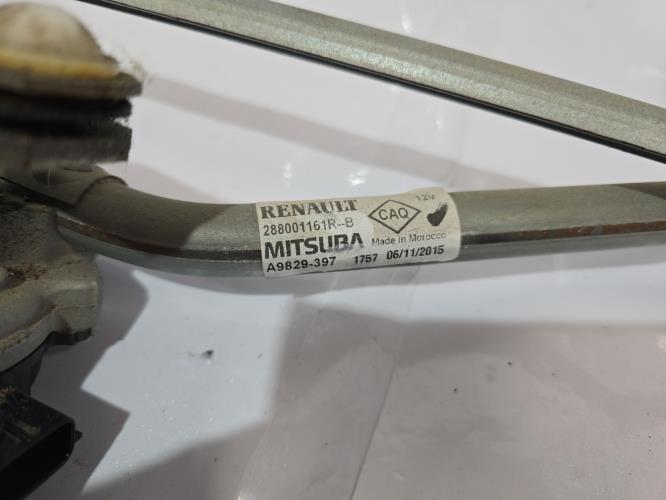 RENAULT
288001161R--B
MITSUBA
A9829-397 1757 06/11/2015
CAQ
12V
Made in Morocco